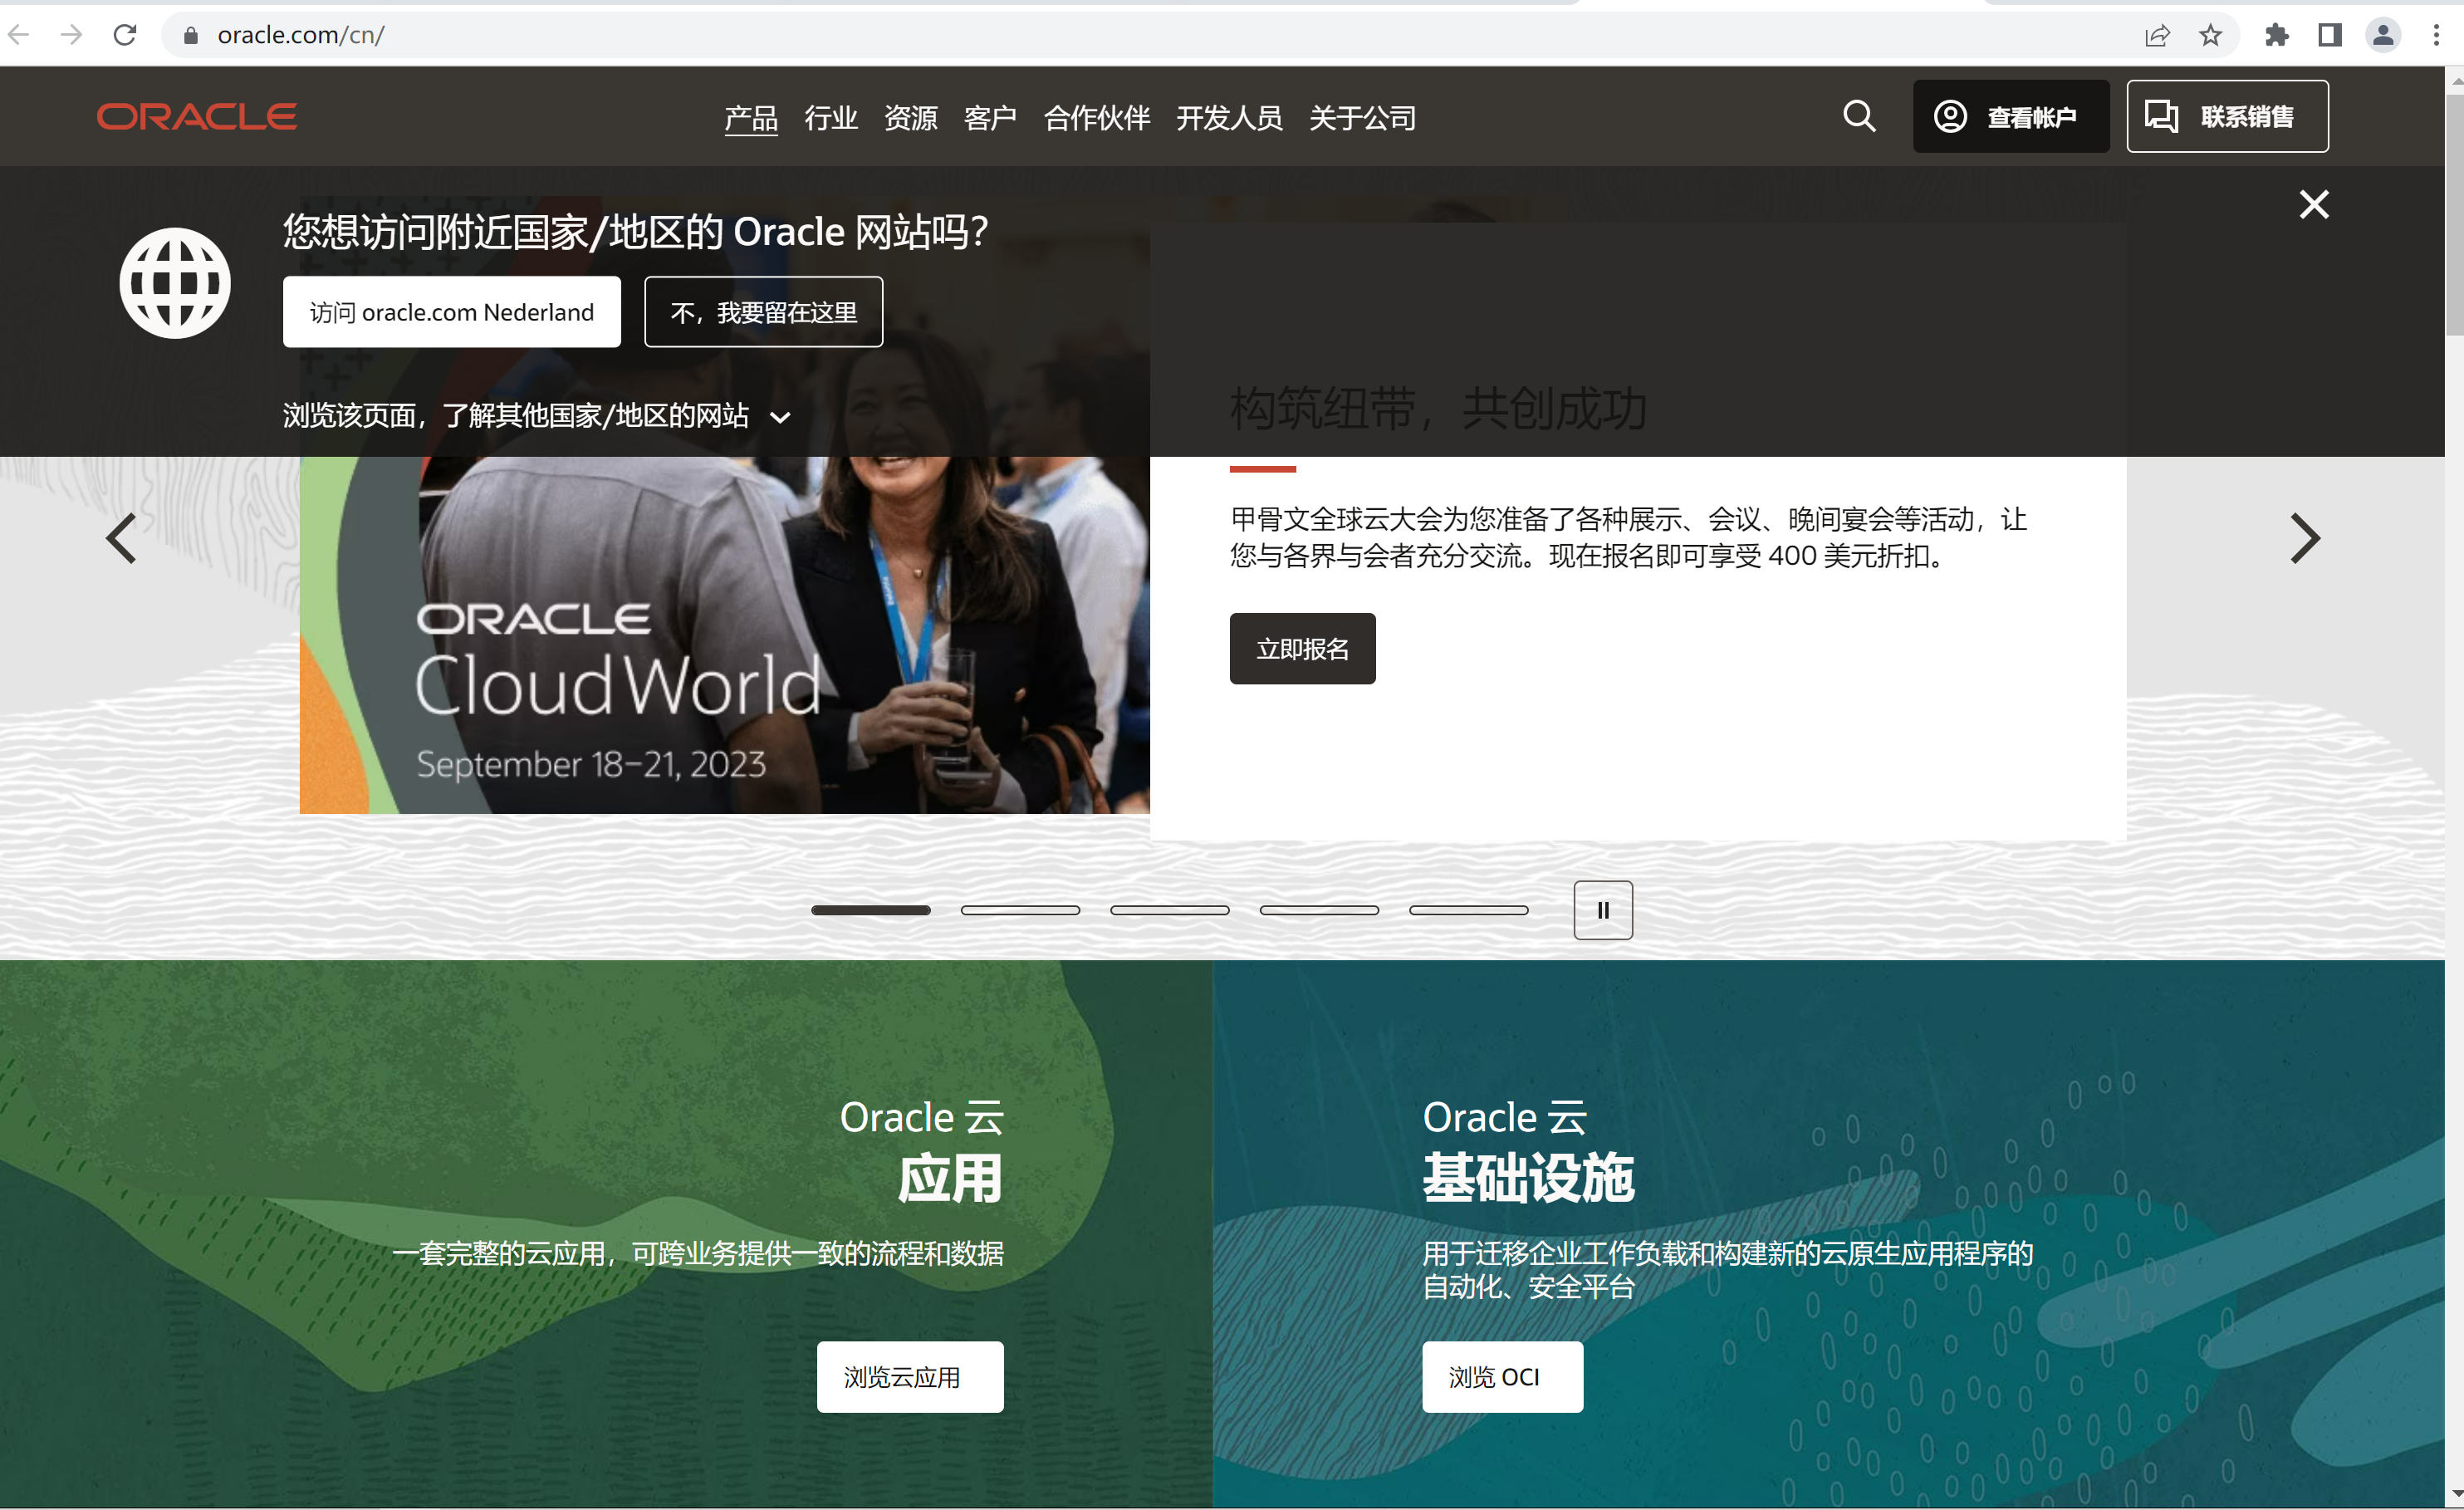 oracle.com/cn/
ORACLE
产品 行业 资源 客户 合作伙伴 开发人员 关于公司
查看帐户
联系销售
您想访问附近国家/地区的 Oracle 网站吗?
访问 oracle.com Nederland
不，我要留在这里
浏览该页面，了解其他国家/地区的网站
ORACLE
CloudWorld
September 18–21, 2023
构筑纽带，共创成功
甲骨文全球云大会为您准备了各种展示、会议、晚间宴会等活动，让
您与各界与会者充分交流。现在报名即可享受 400 美元折扣。
立即报名
Oracle 云
应用
一套完整的云应用，可跨业务提供一致的流程和数据
浏览云应用
Oracle 云
基础设施
用于迁移企业工作负载和构建新的云原生应用程序的
自动化、安全平台
浏览 OCI